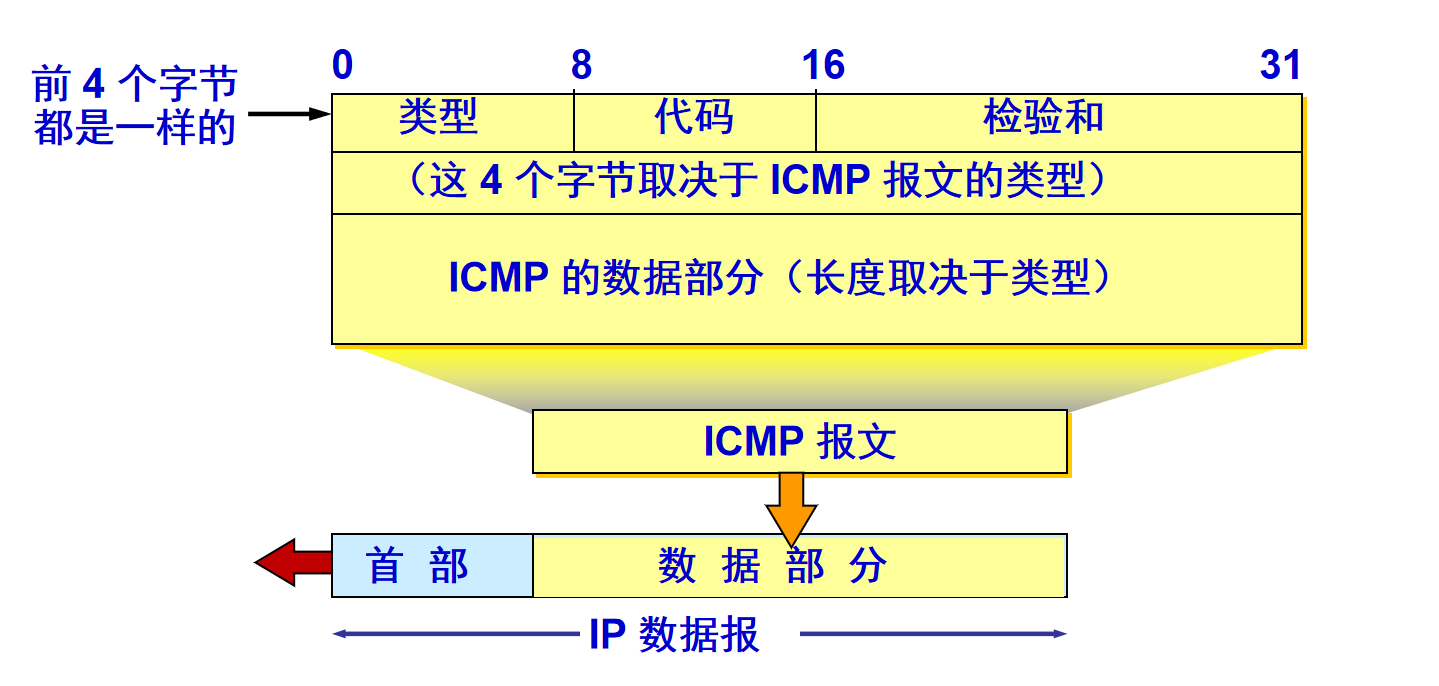 0 8 16 31
前 4 个字节
都是一样的
类型 代码 检验和
（这 4 个字节取决于 ICMP 报文的类型）
ICMP 的数据部分（长度取决于类型）
ICMP 报文
首 部 数 据 部 分
IP 数据报